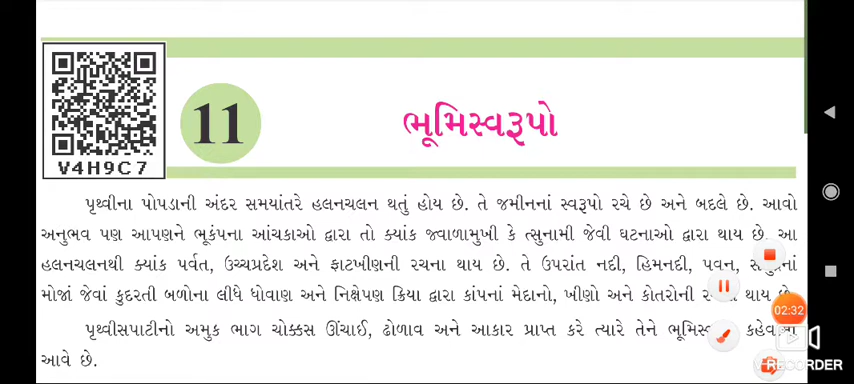 11
ભૂમિસ્વરૂપો
V4H9C7
પૃથ્વીના પોપડાની અંદર સમયાંતરે હલનચલન થતું હોય છે. તે જમીનનાં સ્વરૂપો રચે છે અને બદલે છે. આવો
અનુભવ પણ આપણને ભૂકંપના આંચકાઓ દ્વારા તો ક્યાંક જ્વાળામુખી કે ત્સુનામી જેવી ઘટનાઓ દ્વારા થાય છે. આ
હલનચલનથી ક્યાંક પર્વત, ઉચ્ચપ્રદેશ અને ફાટખીણની રચના થાય છે. તે ઉપરાંત નદી, હિમનદી, પવન,
મોજાં જેવાં કુદરતી બળોના લીધે ધોવાણ અને નિક્ષેપણ ક્રિયા દ્વારા કાંપનાં મેદાનો, ખીણો અને કોતરોની થાય છે.
02:32
પૃથ્વીસપાટીનો અમુક ભાગ ચોક્કસ ઊંચાઈ, ઢોળાવ અને આકાર પ્રાપ્ત કરે ત્યારે તેને
આવે છે.
RECORDER